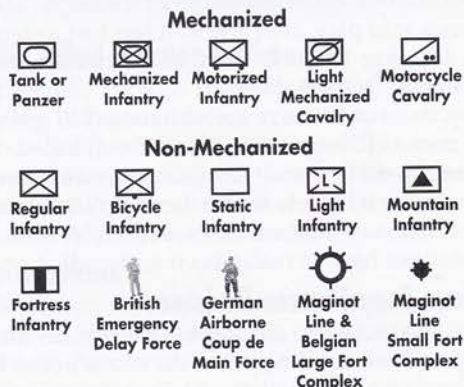 Mechanized
Tank or Panzer
Mechanized Infantry
Motorized Infantry
Light Mechanized Cavalry
Motorcycle Cavalry
Non-Mechanized
Regular Infantry
Bicycle Infantry
Static Infantry
L
Light Infantry
Mountain Infantry
Fortress Infantry
British Emergency Delay Force
German Airborne Coup de Main Force
Maginot Line & Belgian Large Fort Complex
Maginot Line Small Fort Complex